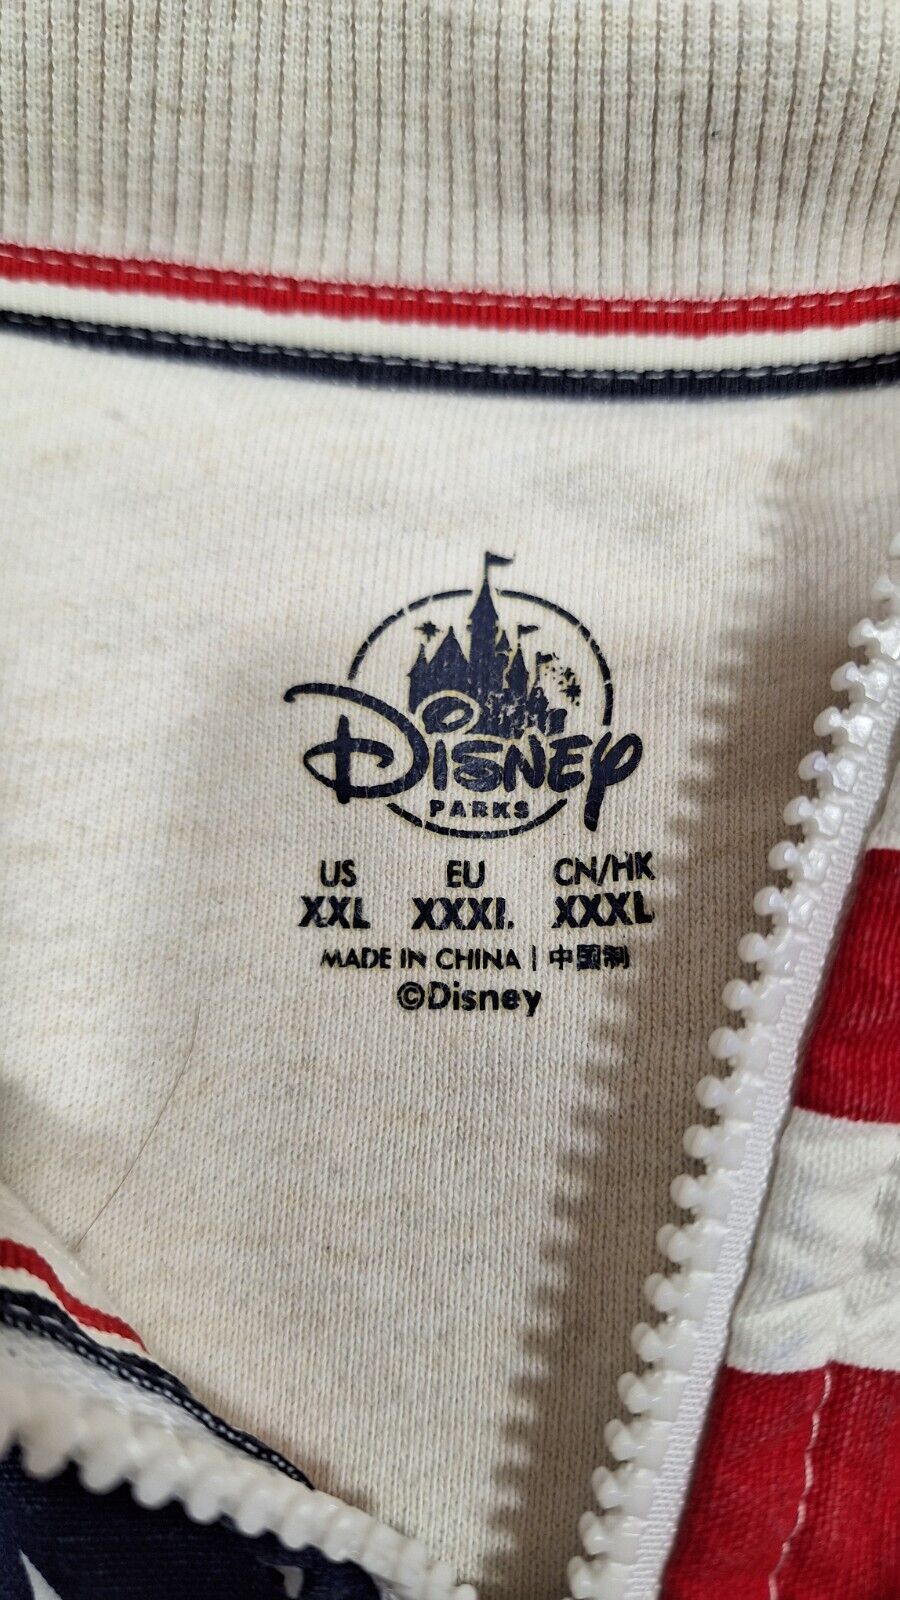 Disney
PARKS
US EU CN/HK
XXL XXXL XXXL
MADE IN CHINA | 中國制
©Disney